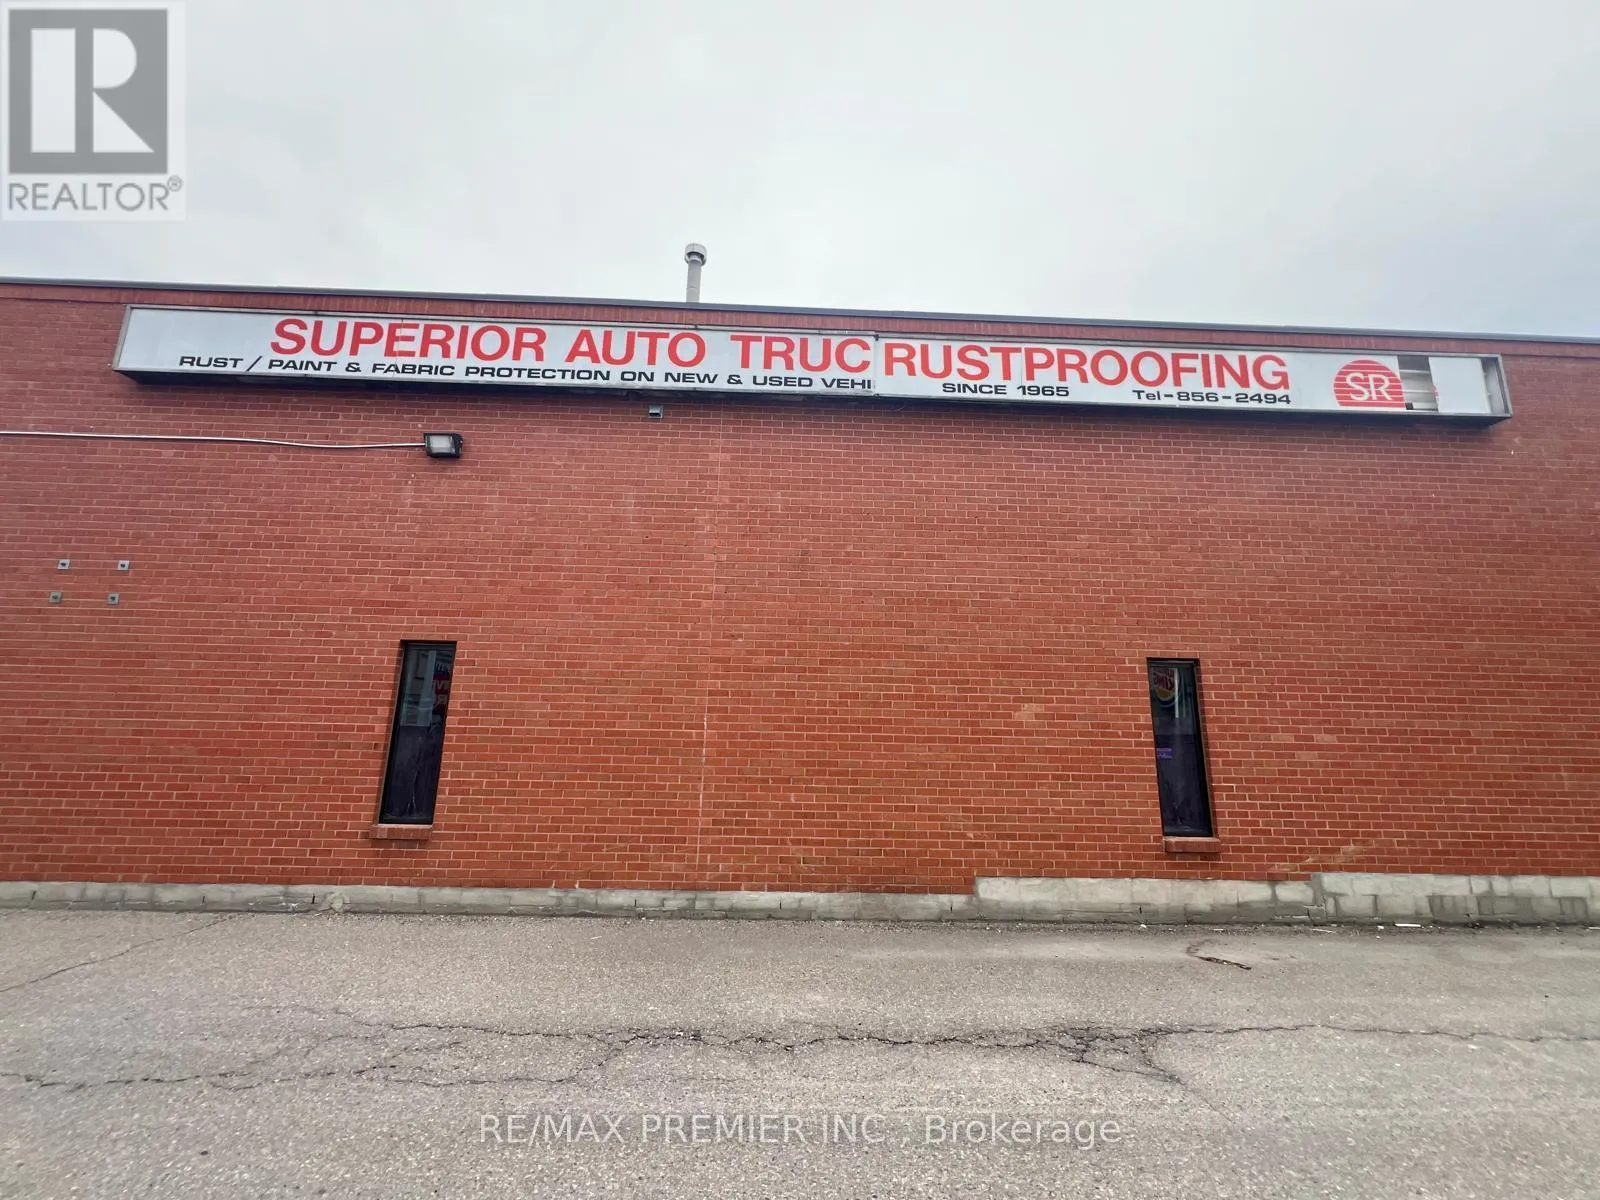 R
REALTOR®
SUPERIOR AUTO TRUC RUSTPROOFING
RUST / PAINT & FABRIC PROTECTION ON NEW & USED VEHI SINCE 1965 Tel-856-2494
SR
KING
RE/MAX PREMIER INC., Brokerage